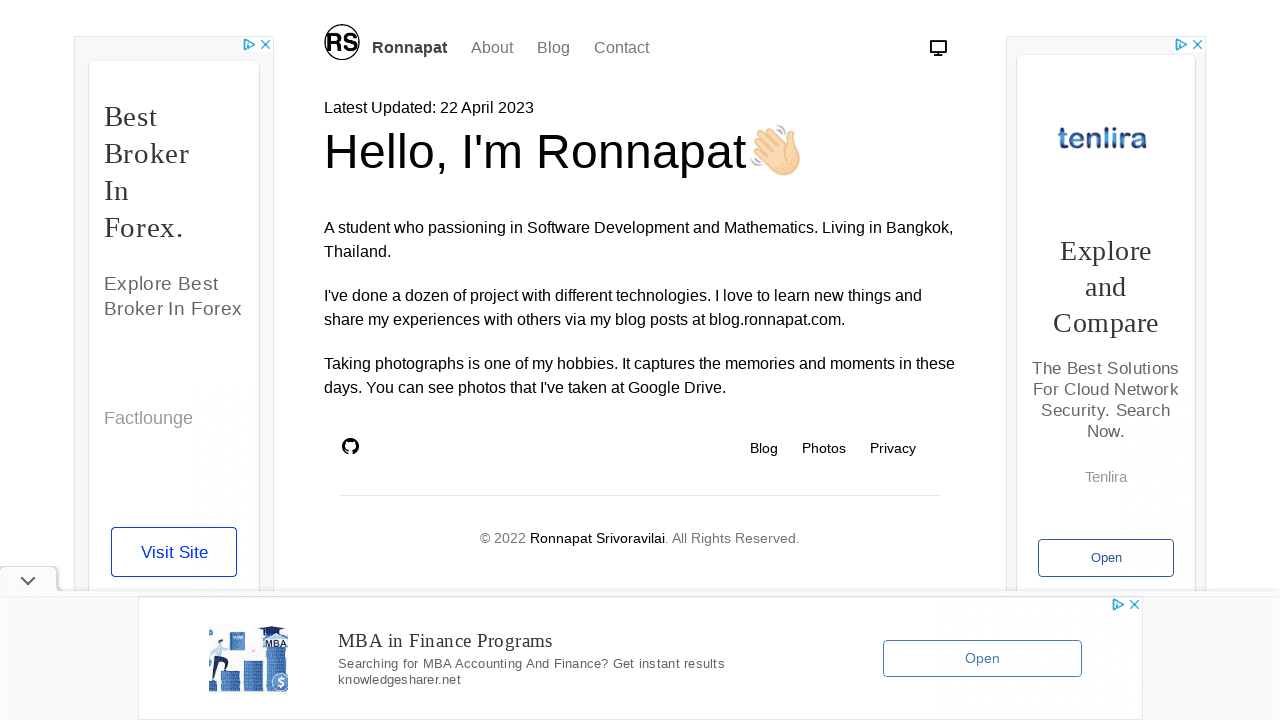 RS
Ronnapat
About
Blog
Contact
Latest Updated: 22 April 2023
Hello, I'm Ronnapat👋🏻
A student who passioning in Software Development and Mathematics. Living in Bangkok,
Thailand.
I've done a dozen of project with different technologies. I love to learn new things and
share my experiences with others via my blog posts at blog.ronnapat.com.
Taking photographs is one of my hobbies. It captures the memories and moments in these
days. You can see photos that I've taken at Google Drive.
Blog
Photos
Privacy
© 2022 Ronnapat Srivoravilai. All Rights Reserved.
Best
Broker
In
Forex.
Explore Best
Broker In Forex
Factlounge
Visit Site
tenlira
Explore
and
Compare
The Best Solutions
For Cloud Network
Security. Search
Now.
Tenlira
Open
MBA
MBA in Finance Programs
Searching for MBA Accounting And Finance? Get instant results
knowledgesharer.net
Open